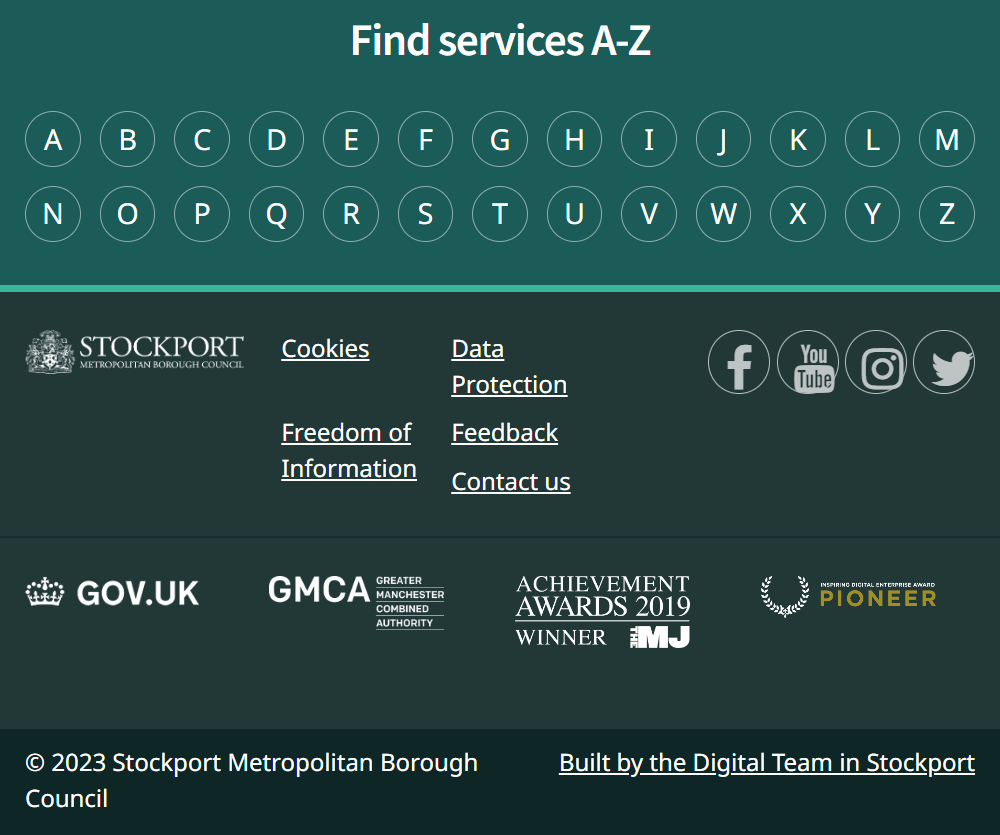 Find services A-Z
A B C D E F G H I J K L M
N O P Q R S T U V W X Y Z
STOCKPORT
METROPOLITAN BOROUGH COUNCIL
Cookies
Data
Protection
Freedom of
Information
Feedback
Contact us
You
Tube
GOV.UK
GMCA
GREATER
MANCHESTER
COMBINED
AUTHORITY
ACHIEVEMENT
AWARDS 2019
WINNER THE MJ
INSPIRING DIGITAL ENTERPRISE AWARD
PIONEER
© 2023 Stockport Metropolitan Borough
Council
Built by the Digital Team in Stockport